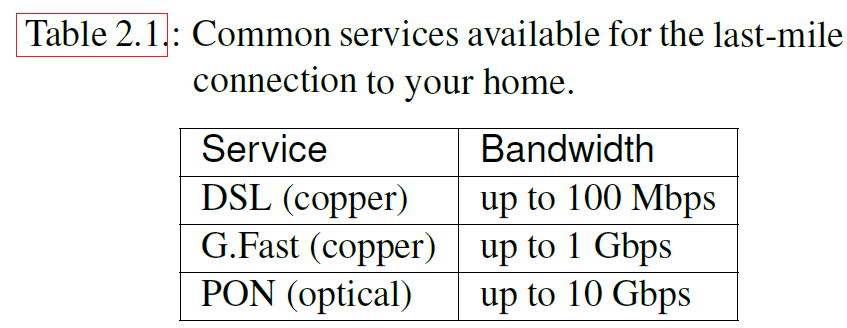 Table 2.1.: Common services available for the last-mile
connection to your home.
Service Bandwidth
DSL (copper) up to 100 Mbps
G.Fast (copper) up to 1 Gbps
PON (optical) up to 10 Gbps